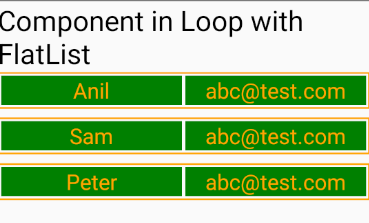 Component in Loop with
FlatList
Anil abc@test.com
Sam abc@test.com
Peter abc@test.com